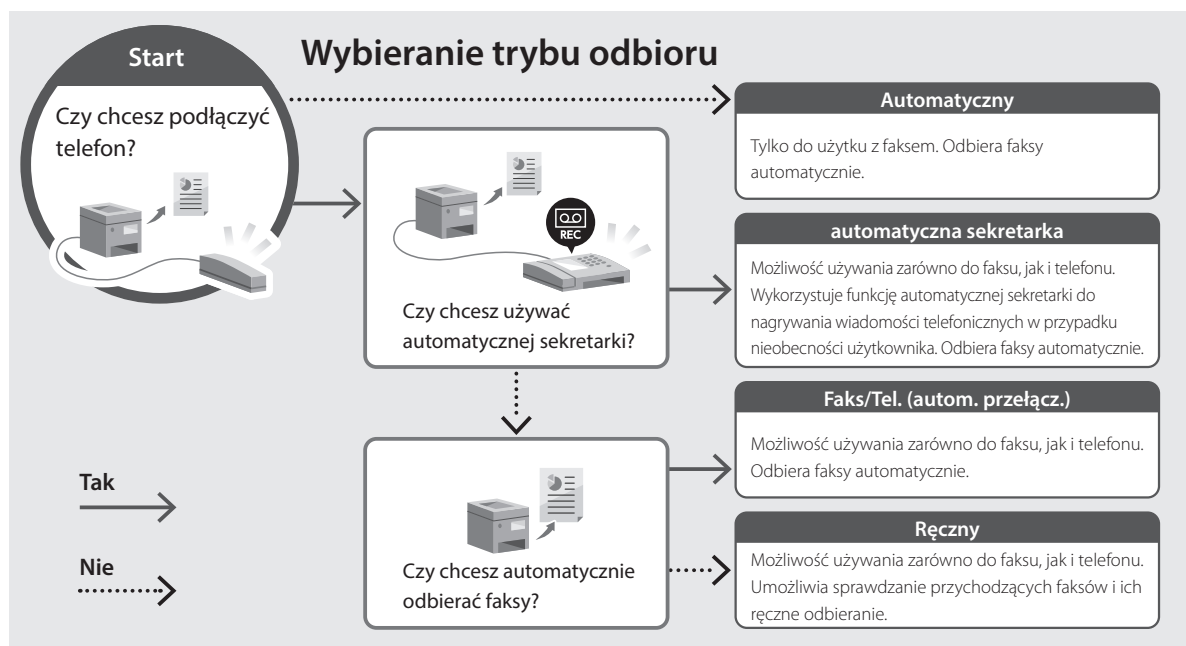 Wybieranie trybu odbioru
Start
Czy chcesz podłączyć
telefon?
REC
Czy chcesz używać
automatycznej sekretarki?
Czy chcesz automatycznie
odbierać faksy?
Automatyczny
Tylko do użytku z faksem. Odbiera faksy
automatycznie.
automatyczna sekretarka
Możliwość używania zarówno do faksu, jak i telefonu.
Wykorzystuje funkcję automatycznej sekretarki do
nagrywania wiadomości telefonicznych w przypadku
nieobecności użytkownika. Odbiera faksy automatycznie.
Faks/Tel. (autom. przełącz.)
Możliwość używania zarówno do faksu, jak i telefonu.
Odbiera faksy automatycznie.
Ręczny
Możliwość używania zarówno do faksu, jak i telefonu.
Umożliwia sprawdzanie przychodzących faksów i ich
ręczne odbieranie.
Tak
Nie